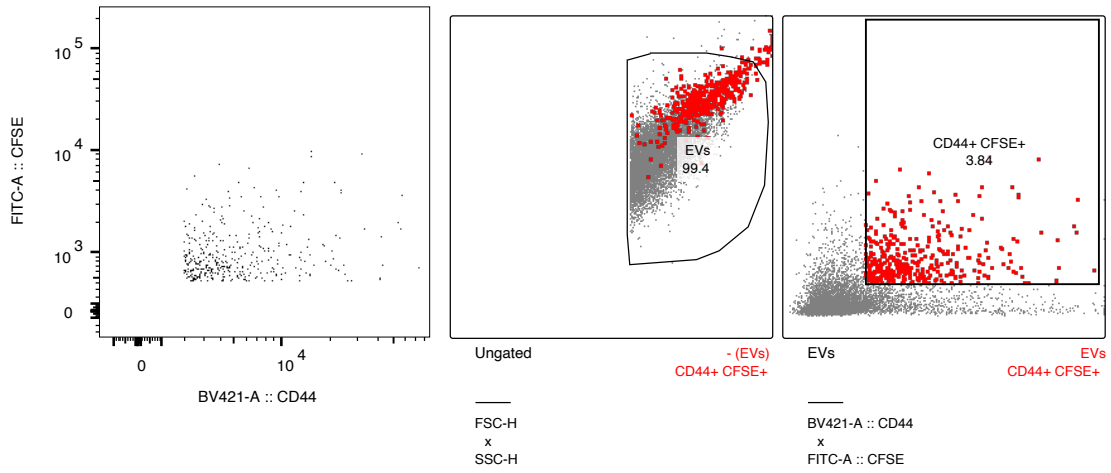 FITC-A :: CFSE
10 5
10 4
10 3
0
0
10 4
BV421-A :: CD44
EVs
99.4
Ungated
- (EVs)
CD44+ CFSE+
FSC-H
x
SSC-H
CD44+ CFSE+
3.84
EVs
EVs
CD44+ CFSE+
BV421-A :: CD44
x
FITC-A :: CFSE